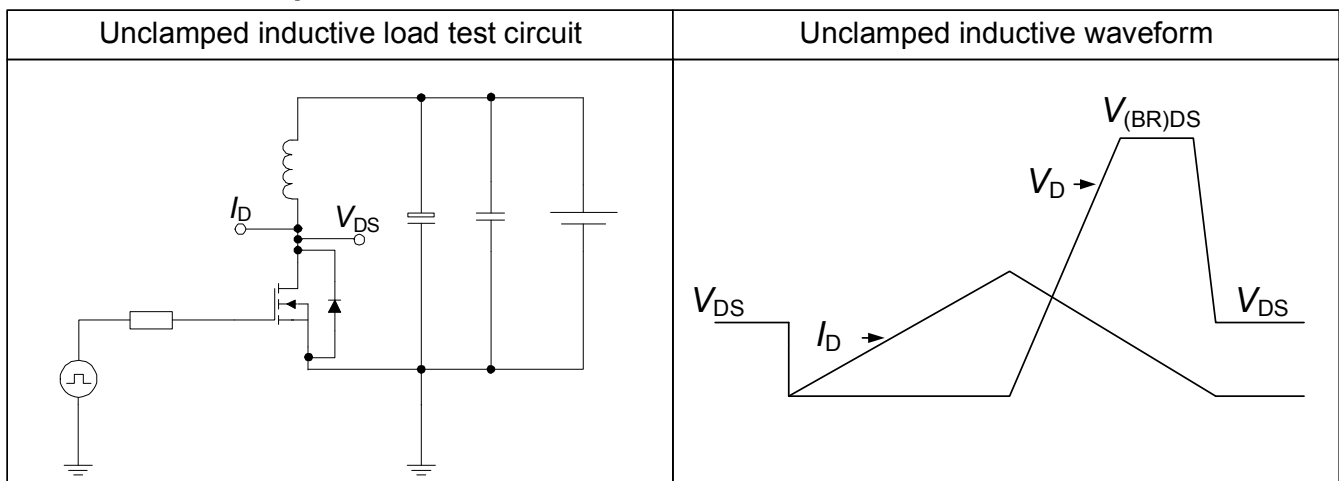 Unclamped inductive load test circuit
Unclamped inductive waveform
I_D
V_DS
V_(BR)DS
V_D
V_DS
I_D
V_DS